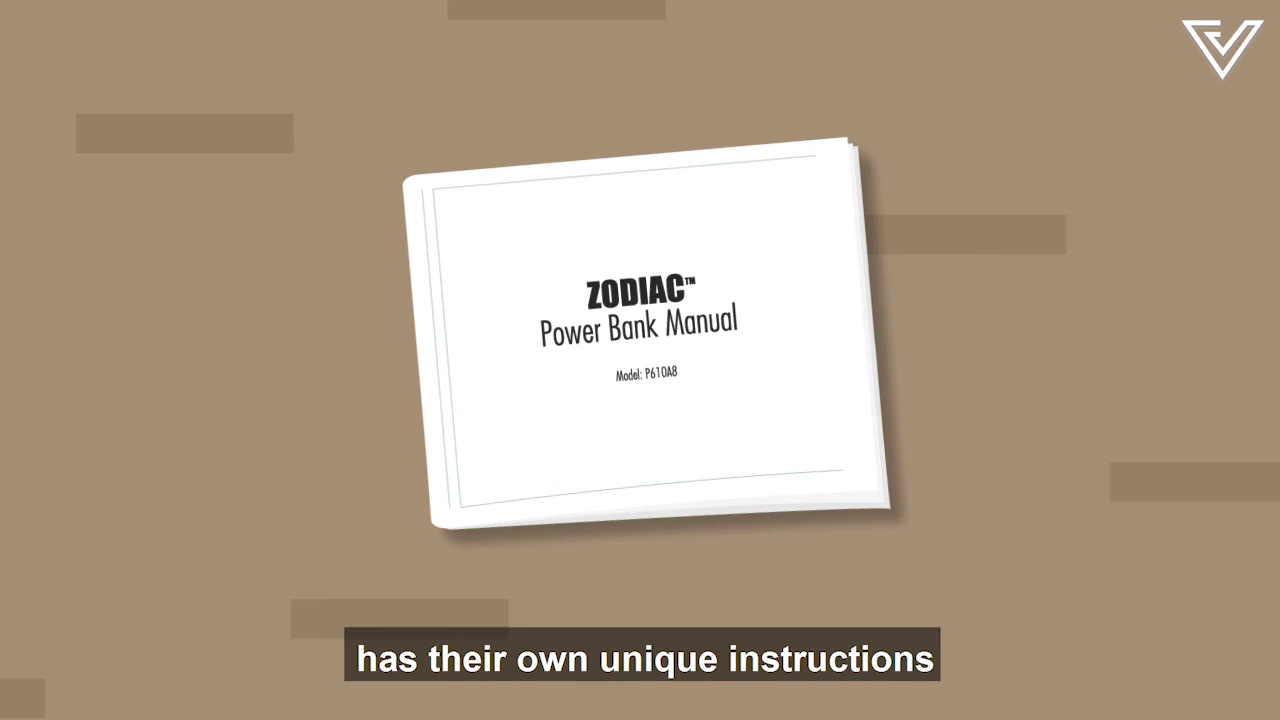 ZODIAC™
Power Bank Manual
Model: P610A8
has their own unique instructions